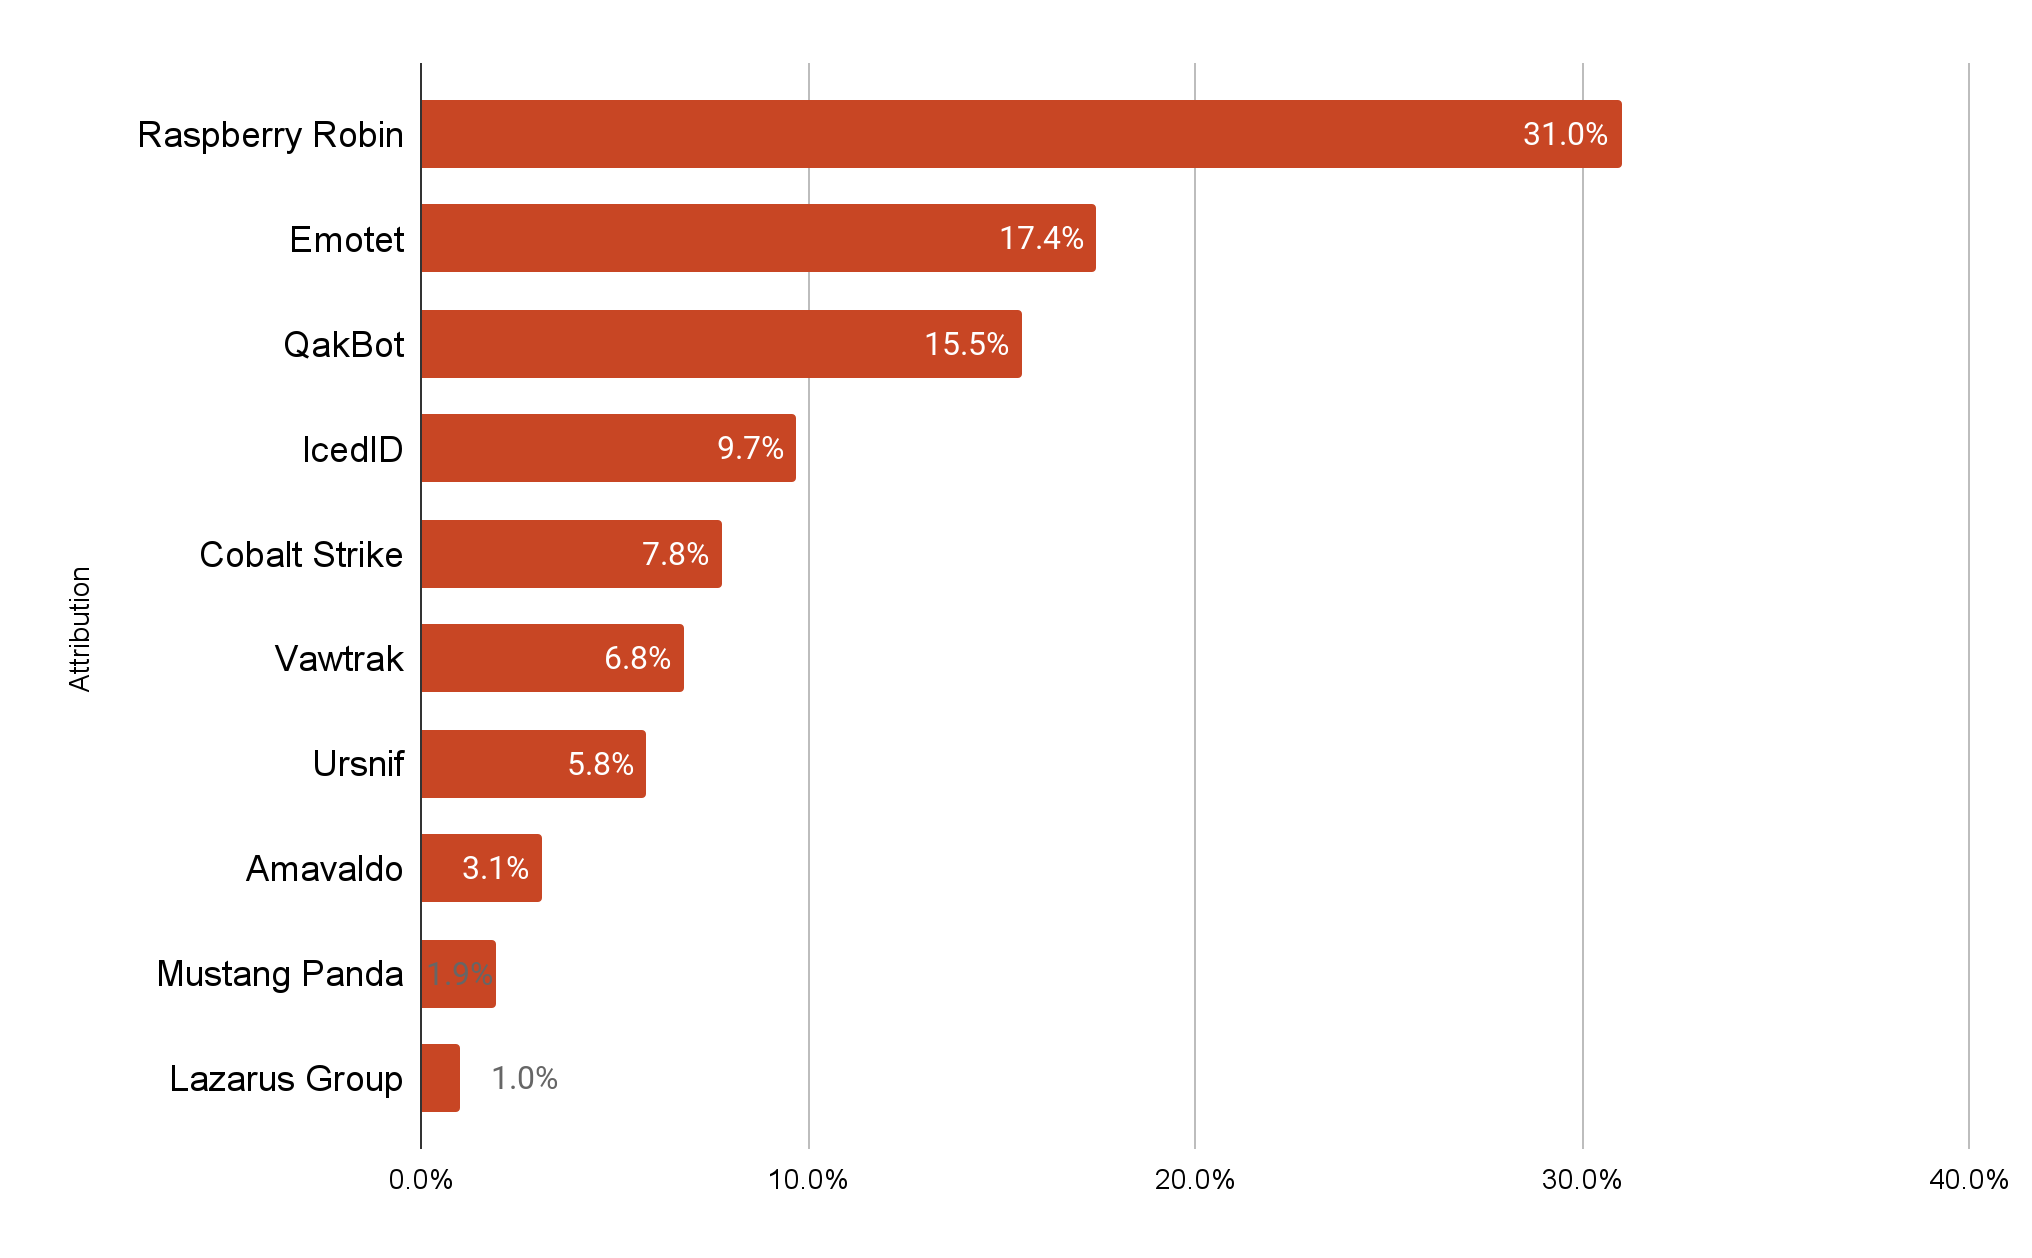 Attribution
Raspberry Robin 31.0%
Emotet 17.4%
QakBot 15.5%
IcedID 9.7%
Cobalt Strike 7.8%
Vawtrak 6.8%
Ursnif 5.8%
Amavaldo 3.1%
Mustang Panda 1.9%
Lazarus Group 1.0%
0.0% 10.0% 20.0% 30.0% 40.0%